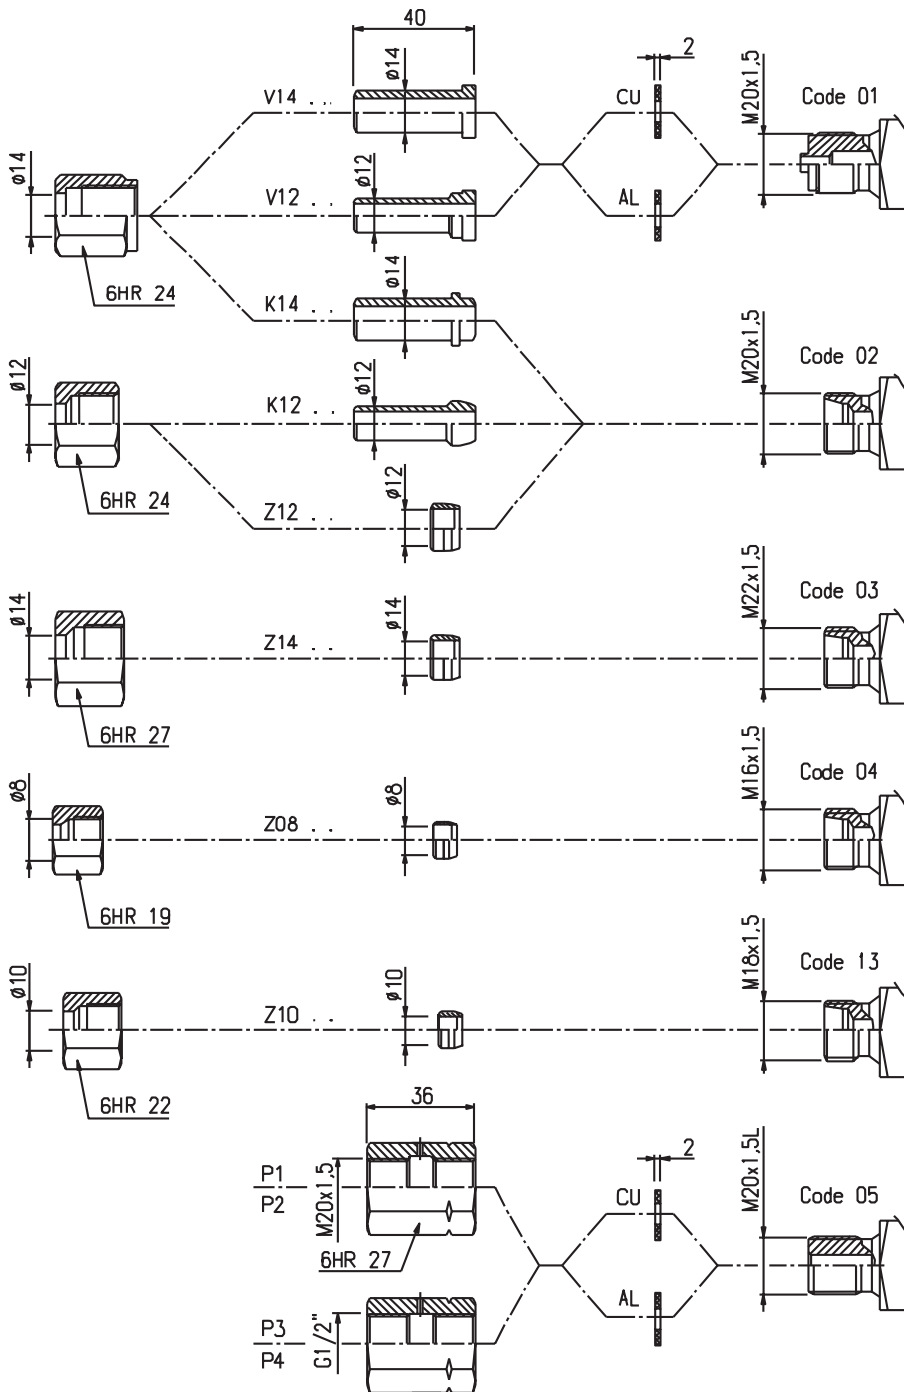 40
2
ø14
V14 . .
CU
M20x1,5
Code 01
ø14
ø12
V12 . .
AL
6HR 24
ø14
K14 . .
ø12
M20x1,5
Code 02
ø12
K12 . .
6HR 24
ø12
Z12 . .
M22x1,5
Code 03
ø14
ø14
Z14 . .
6HR 27
M16x1,5
Code 04
ø8
ø8
Z08 . .
6HR 19
M18x1,5
Code 13
ø10
ø10
Z10 . .
6HR 22
36
2
P1
P2
M20x1,5
6HR 27
CU
M20x1,5L
Code 05
AL
P3
P4
G1/2"